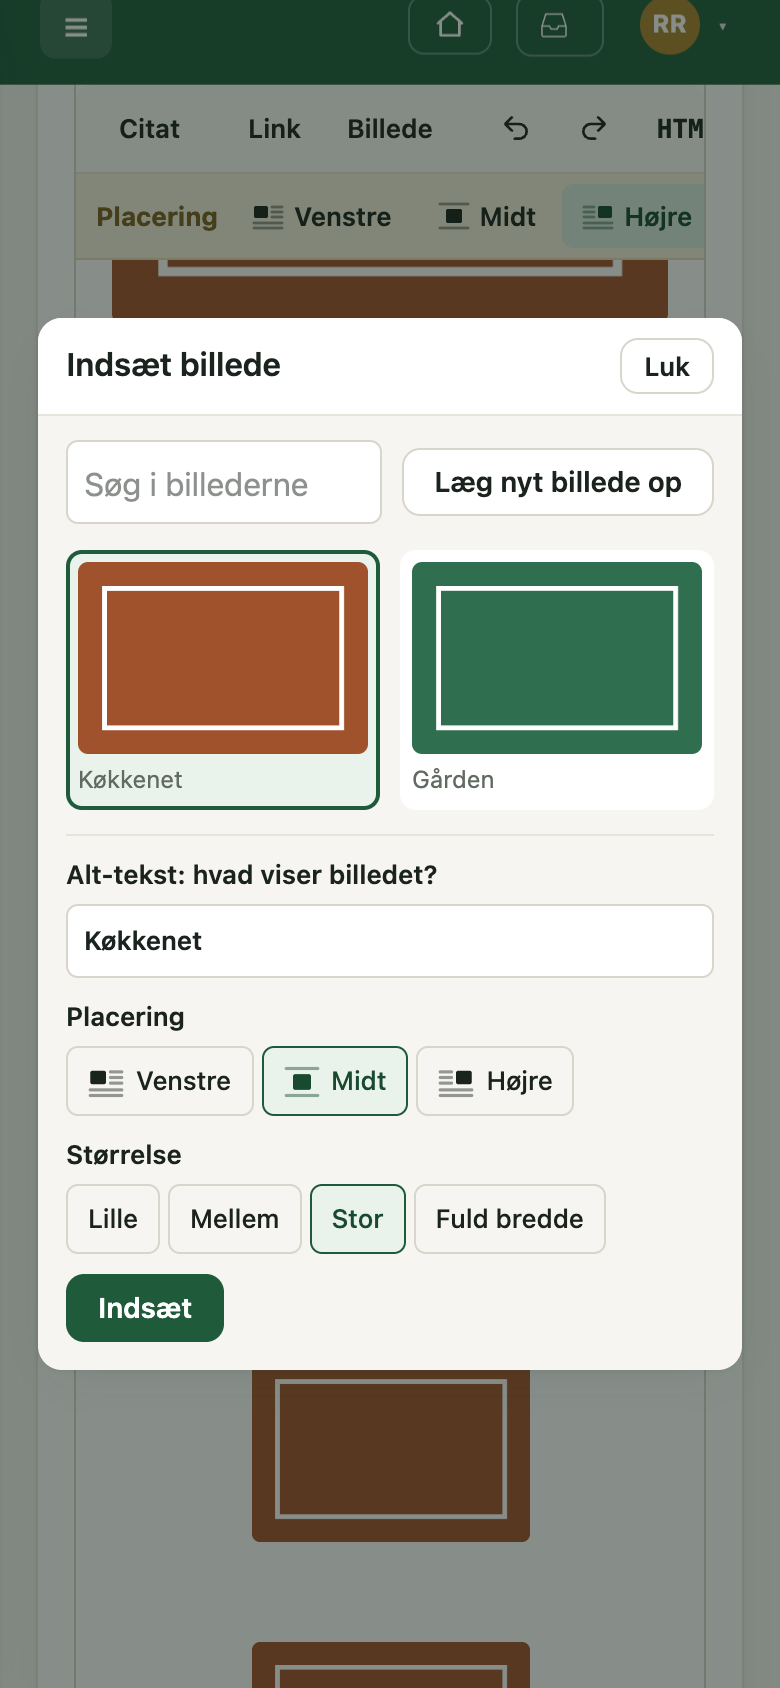 RR
Citat Link Billede HTM
Placering Venstre Midt Højre
Indsæt billede Luk
Søg i billederne Læg nyt billede op
Køkkenet Gården
Alt-tekst: hvad viser billedet?
Køkkenet
Placering
Venstre Midt Højre
Størrelse
Lille Mellem Stor Fuld bredde
Indsæt